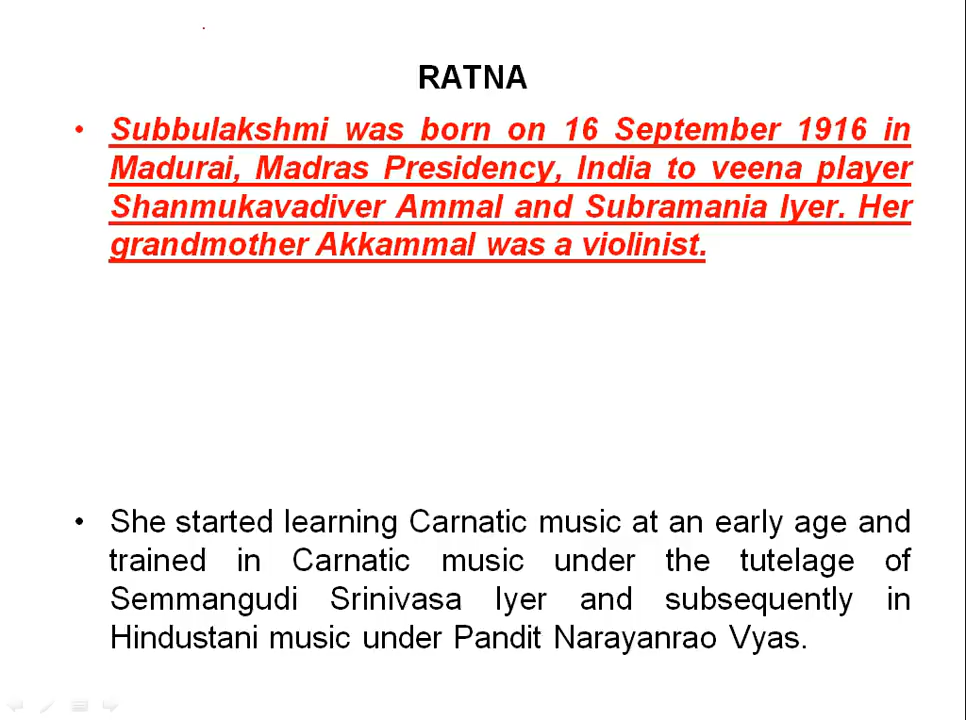 RATNA
• Subbulakshmi was born on 16 September 1916 in
Madurai, Madras Presidency, India to veena player
Shanmukavadiver Ammal and Subramania Iyer. Her
grandmother Akkammal was a violinist.
• She started learning Carnatic music at an early age and
trained in Carnatic music under the tutelage of
Semmangudi Srinivasa Iyer and subsequently in
Hindustani music under Pandit Narayanrao Vyas.